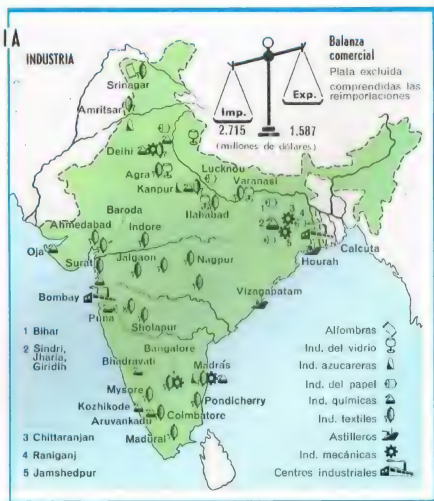 IA
INDUSTRIA
Balanza
comercial
Plata excluida
comprendidas las
reimportaciones
Imp.
Exp.
2.715
1.587
(millones de dólares)
Srinagar
Amritsar
Delhi
Agra
Lucknou
Kanpur
Varanasi
Ilahabad
Baroda
Ahmedabad
Indore
Oja
Surat
Jalgaon
Nagpur
Calcuta
Hourah
Bombay
Vizagapatam
Puna
Sholapur
1 Bihar
2 Sindri,
Jharia,
Giridih
Bangalore
Bhadravati
Madrás
Mysore
Pondicherry
Kozhikode
Aruvankadu
Coimbatore
Madurai
3 Chittaranjan
4 Raniganj
5 Jamshedpur
Alfombras
Ind. del vidrio
Ind. azucareras
Ind. del papel
Ind. químicas
Ind. textiles
Astilleros
Ind. mecánicas
Centros industriales